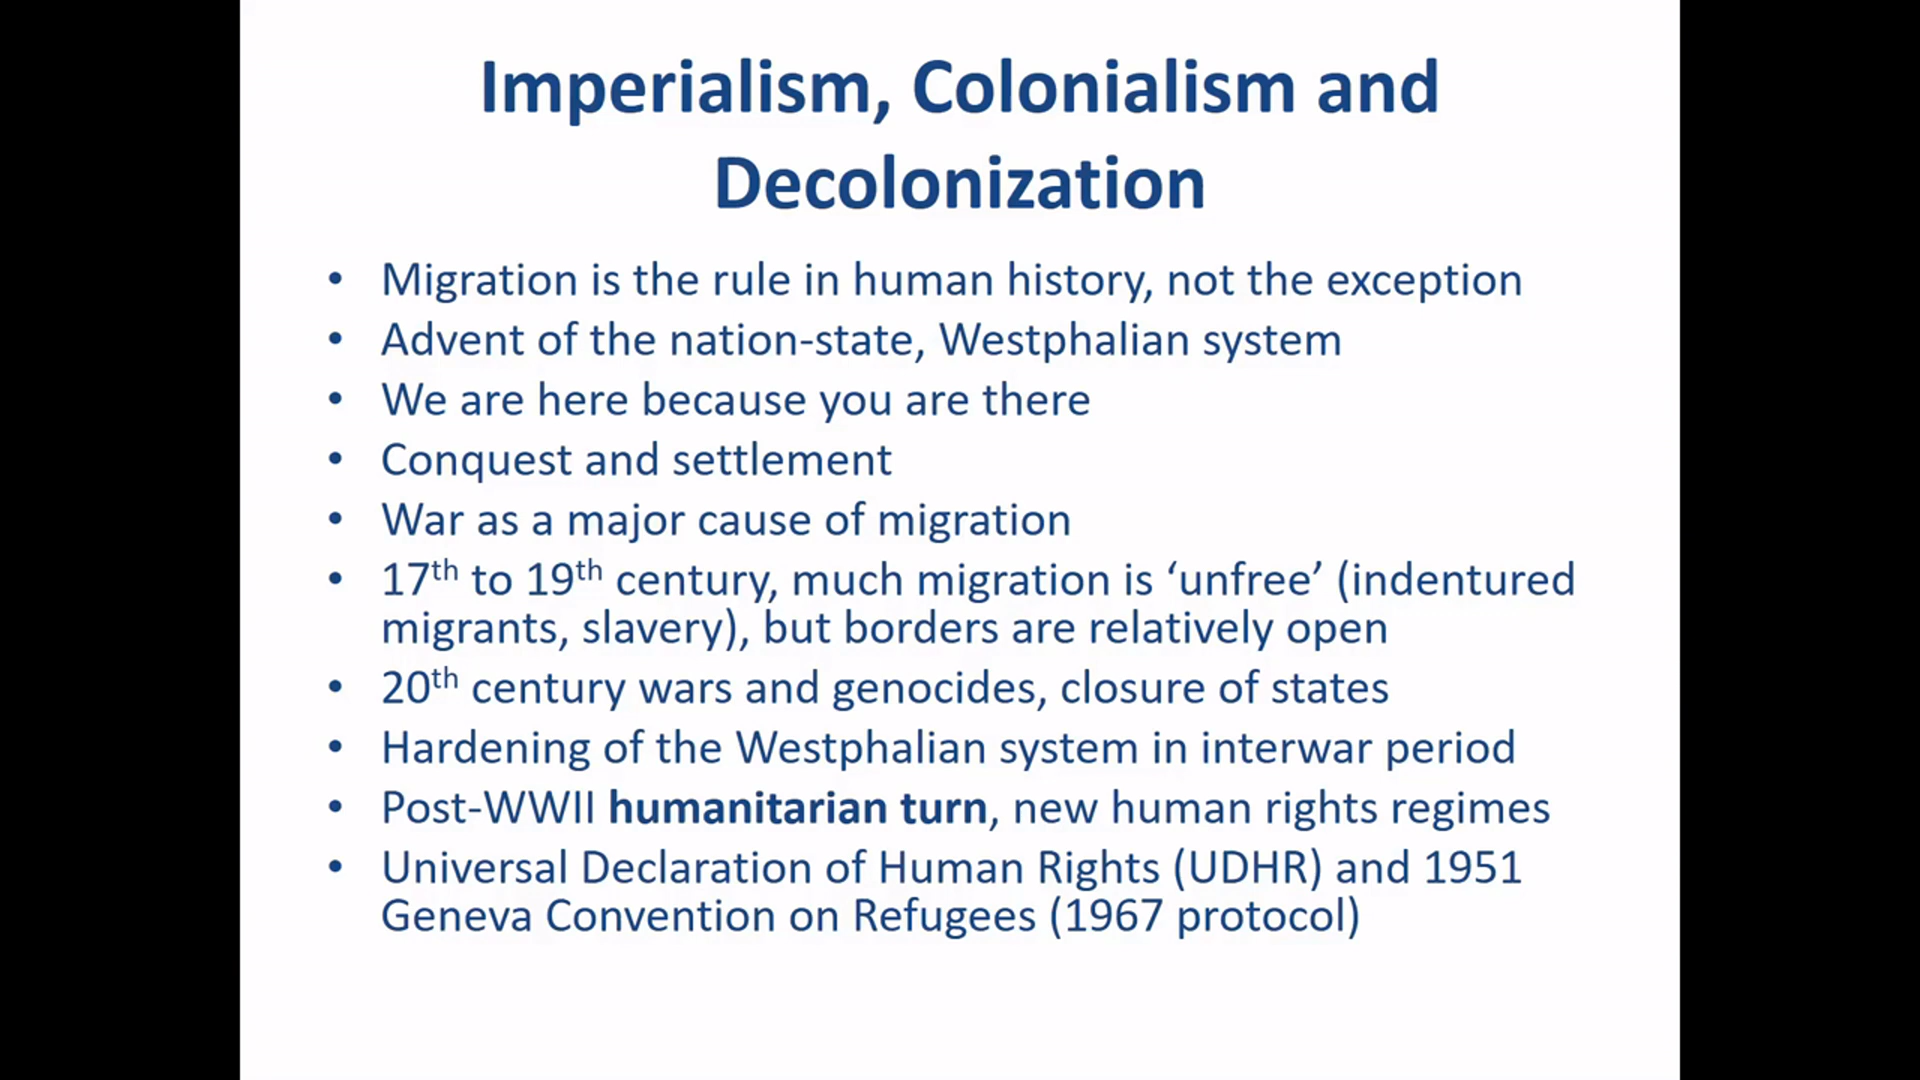 Imperialism, Colonialism and
Decolonization
• Migration is the rule in human history, not the exception
• Advent of the nation-state, Westphalian system
• We are here because you are there
• Conquest and settlement
• War as a major cause of migration
• 17th to 19th century, much migration is ‘unfree’ (indentured
migrants, slavery), but borders are relatively open
• 20th century wars and genocides, closure of states
• Hardening of the Westphalian system in interwar period
• Post-WWII humanitarian turn, new human rights regimes
• Universal Declaration of Human Rights (UDHR) and 1951
Geneva Convention on Refugees (1967 protocol)